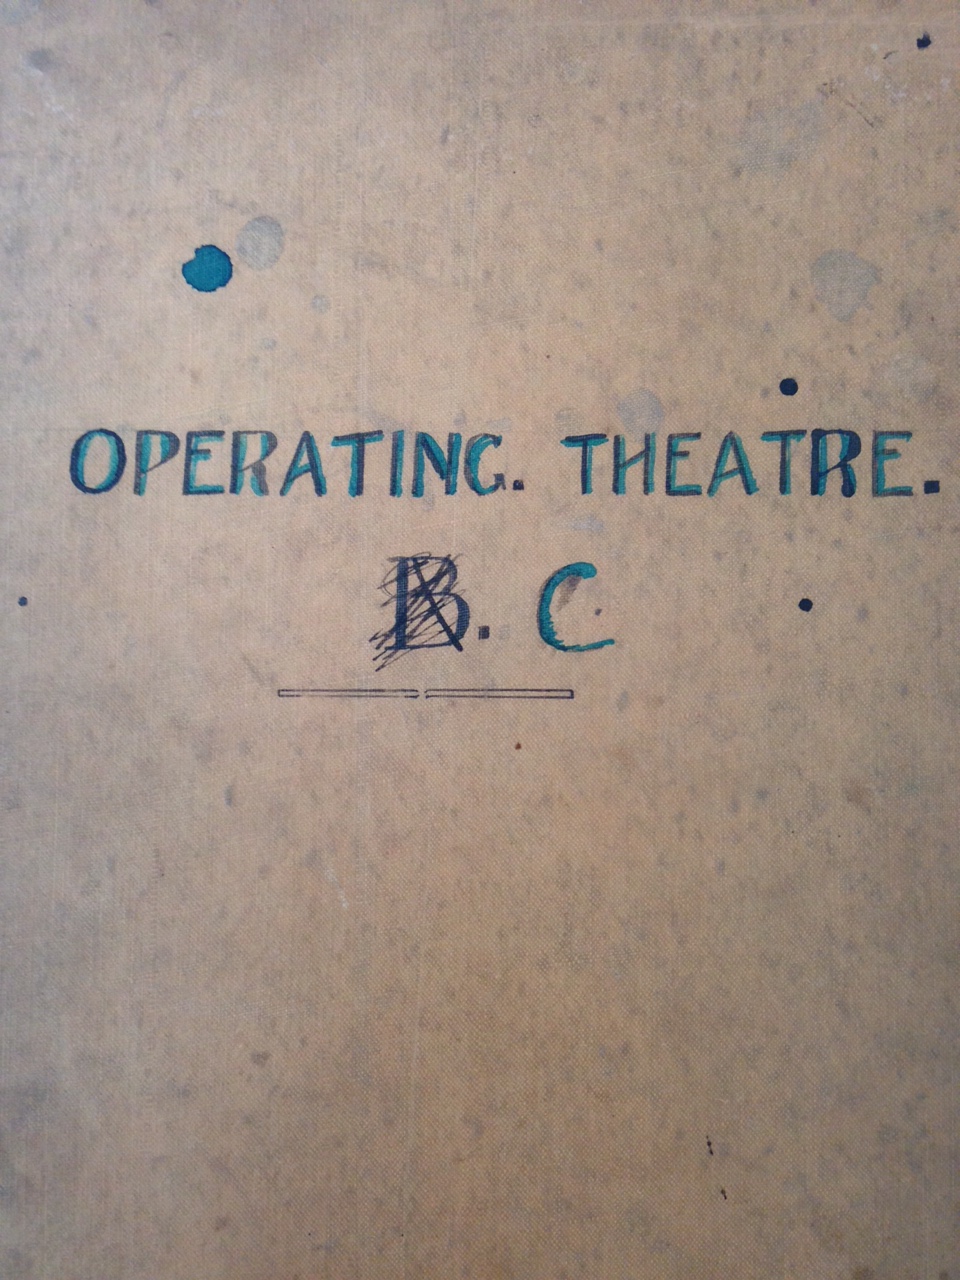 OPERATING. THEATRE.
B. C